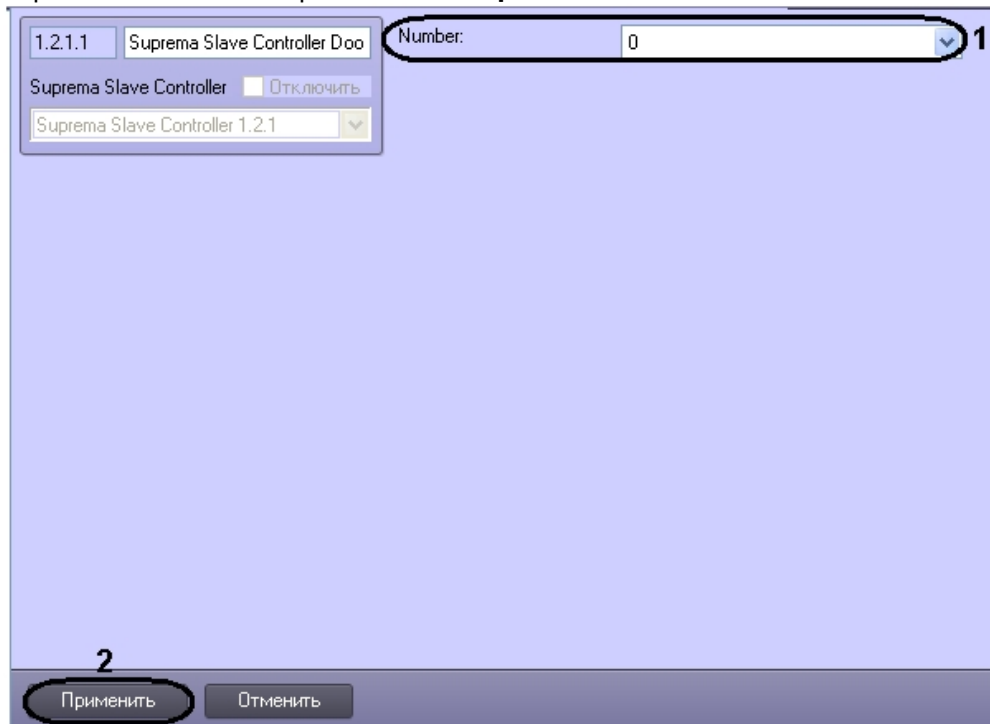 1.2.1.1 Suprema Slave Controller Doo Number: 0 1
Suprema Slave Controller Отключить
Suprema Slave Controller 1.2.1
2
Применить Отменить